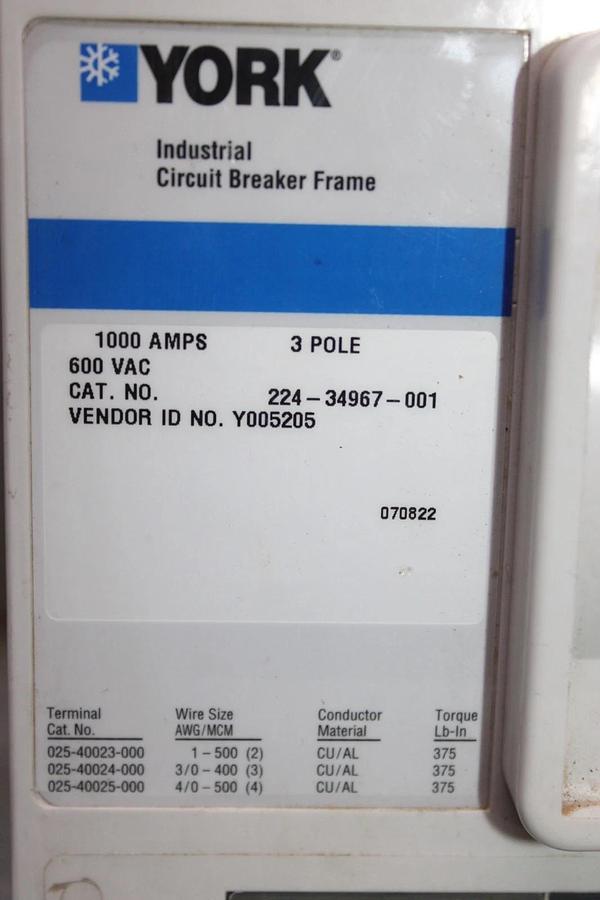 YORK®
Industrial
Circuit Breaker Frame
1000 AMPS 3 POLE
600 VAC
CAT. NO. 224-34967-001
VENDOR ID NO. Y005205
070822
Terminal Wire Size Conductor Torque
Cat. No. AWG/MCM Material Lb-In
025-40023-000 1-500 (2) CU/AL 375
025-40024-000 3/0-400 (3) CU/AL 375
025-40025-000 4/0-500 (4) CU/AL 375